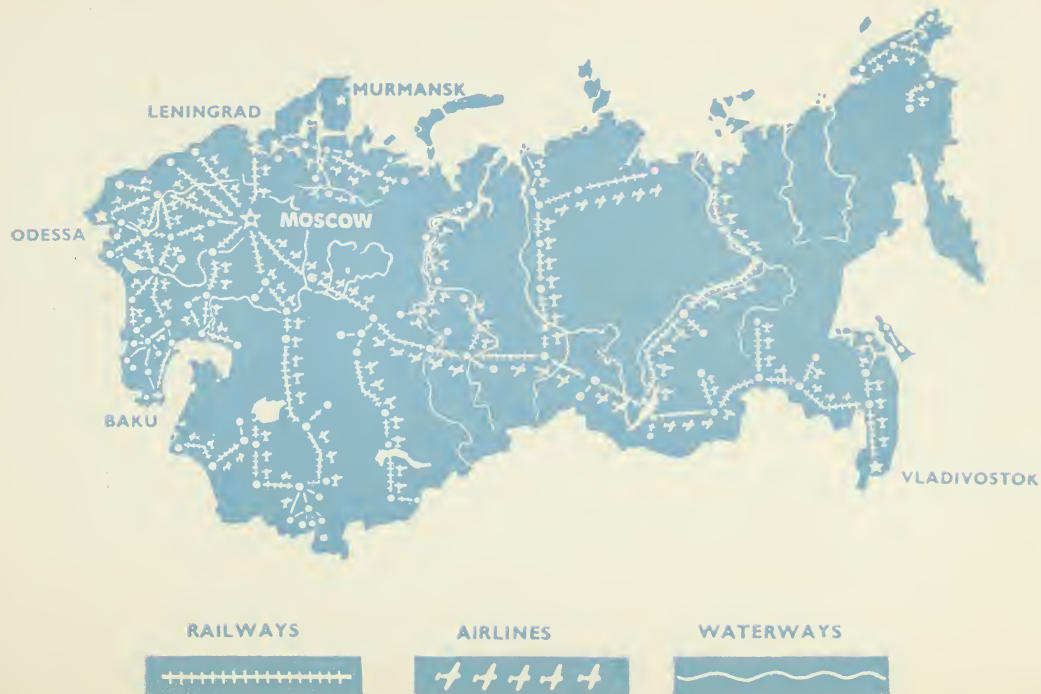 MURMANSK
LENINGRAD
MOSCOW
ODESSA
BAKU
VLADIVOSTOK
RAILWAYS
AIRLINES
WATERWAYS